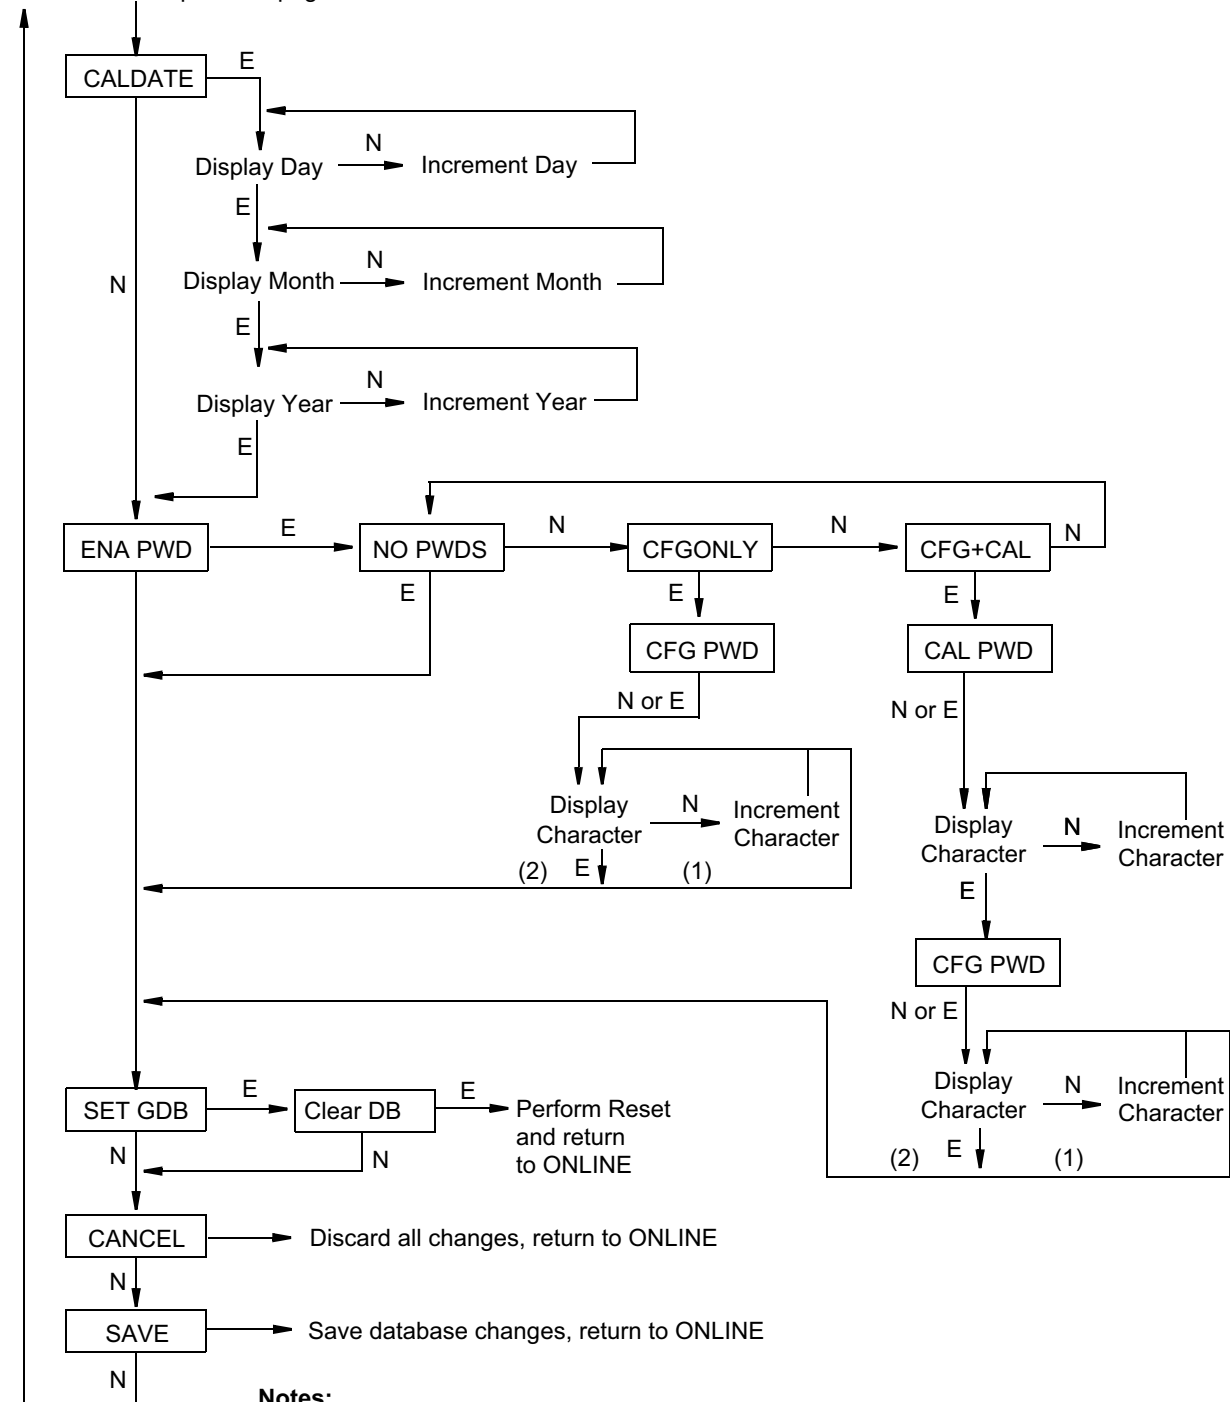 CALDATE
E
Display Day
N
Increment Day
E
N
Display Month
N
Increment Month
E
Display Year
N
Increment Year
E
ENA PWD
E
NO PWDS
N
CFGONLY
N
CFG+CAL
N
E
E
E
CFG PWD
CAL PWD
N or E
N or E
Display
Character
N
Increment
Character
(2)
E
(1)
Display
Character
N
Increment
Character
E
CFG PWD
N or E
Display
Character
N
Increment
Character
(2)
E
(1)
SET GDB
E
Clear DB
E
Perform Reset
and return
to ONLINE
N
N
CANCEL
Discard all changes, return to ONLINE
N
SAVE
Save database changes, return to ONLINE
N
Notes: